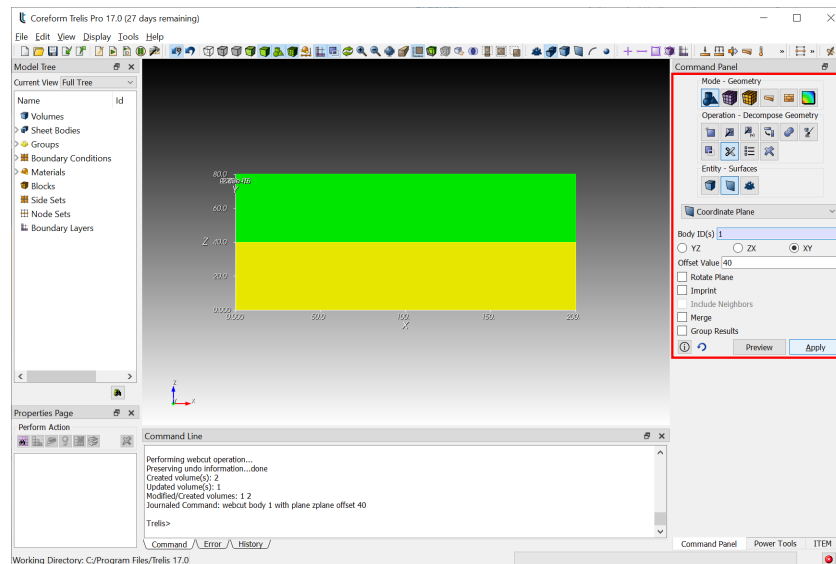 Coreform Trelis Pro 17.0 (27 days remaining)
File Edit View Display Tools Help
Model Tree
Current View Full Tree
Name Id
Volumes
Sheet Bodies
Groups
Boundary Conditions
Materials
Blocks
Side Sets
Node Sets
Boundary Layers
Properties Page
Perform Action
80.0
60.0
Z 40.0
20.0
0.000
0.000 50.0 100. 150. 200.
X
Z
X
Command Line
Performing webcut operation...
Preserving undo information...done
Created volume(s): 2
Updated volume(s): 1
Modified/Created volumes: 1 2
Journaled Command: webcut body 1 with plane zplane offset 40
Trelis>
Command Error History
Command Panel
Mode - Geometry
Operation - Decompose Geometry
Entity - Surfaces
Coordinate Plane
Body ID(s) 1
YZ ZX XY
Offset Value 40
Rotate Plane
Imprint
Include Neighbors
Merge
Group Results
Preview Apply
Command Panel Power Tools ITEM
Working Directory: C:/Program Files/Trelis 17.0